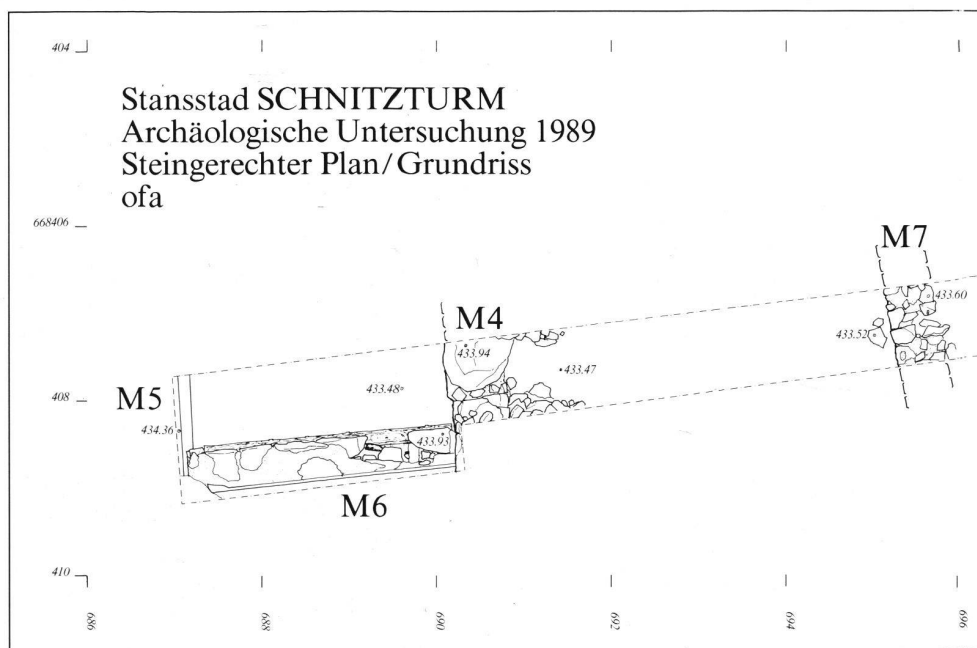 404
Stansstad SCHNITZTURM
Archäologische Untersuchung 1989
Steingerechter Plan/Grundriss
ofa
668406
M7
433.60
M4
433.52
433.94
433.47
433.48
M5
408
434.36
433.93
M6
410
686
688
690
692
694
696